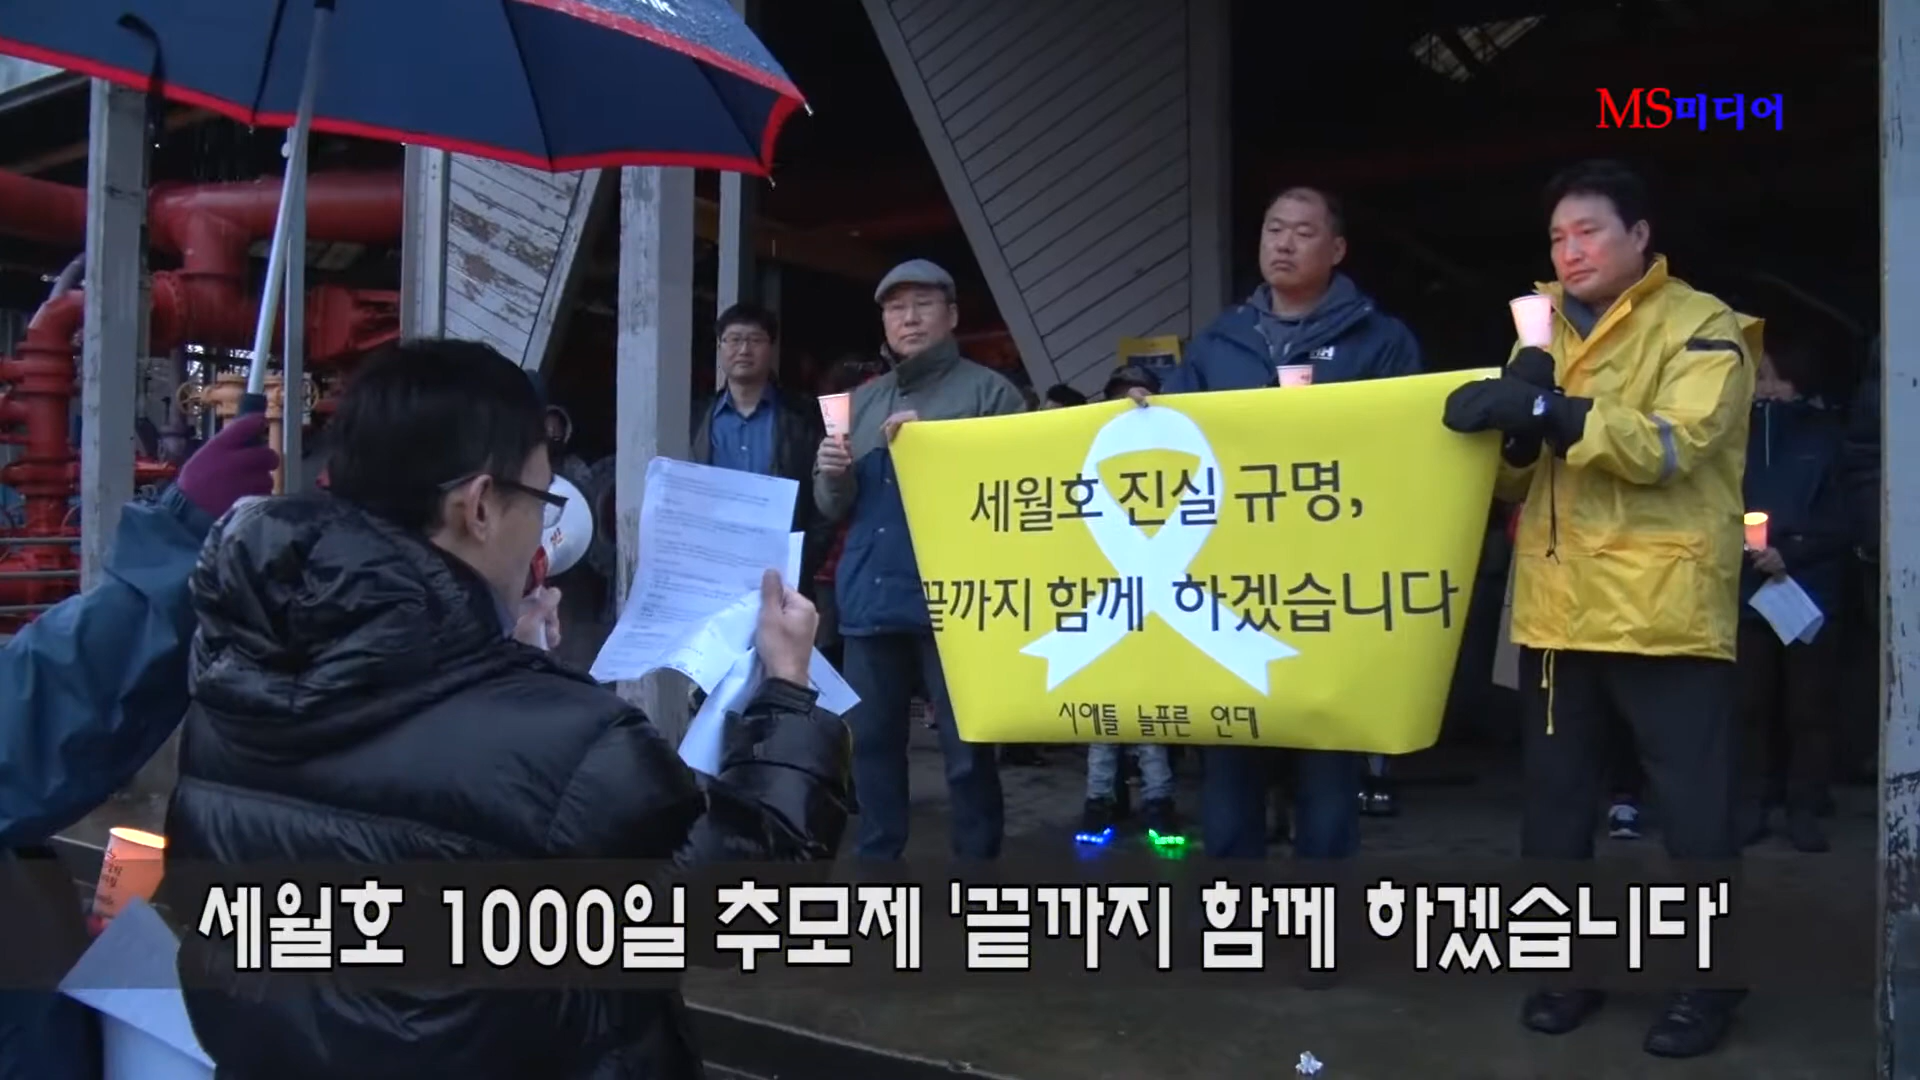 MS미디어
세월호 진실 규명,
끝까지 함께 하겠습니다
시애틀 늘푸른 연대
세월호 1000일 추모제 '끝까지 함께 하겠습니다'